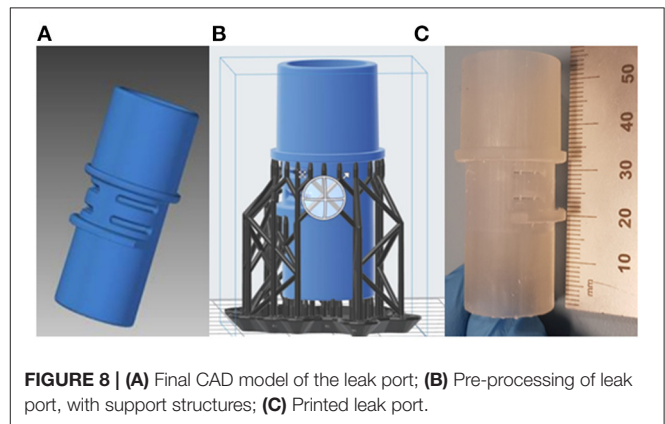 A
B
C
50
40
30
20
10
mm
FIGURE 8 | (A) Final CAD model of the leak port; (B) Pre-processing of leak
port, with support structures; (C) Printed leak port.